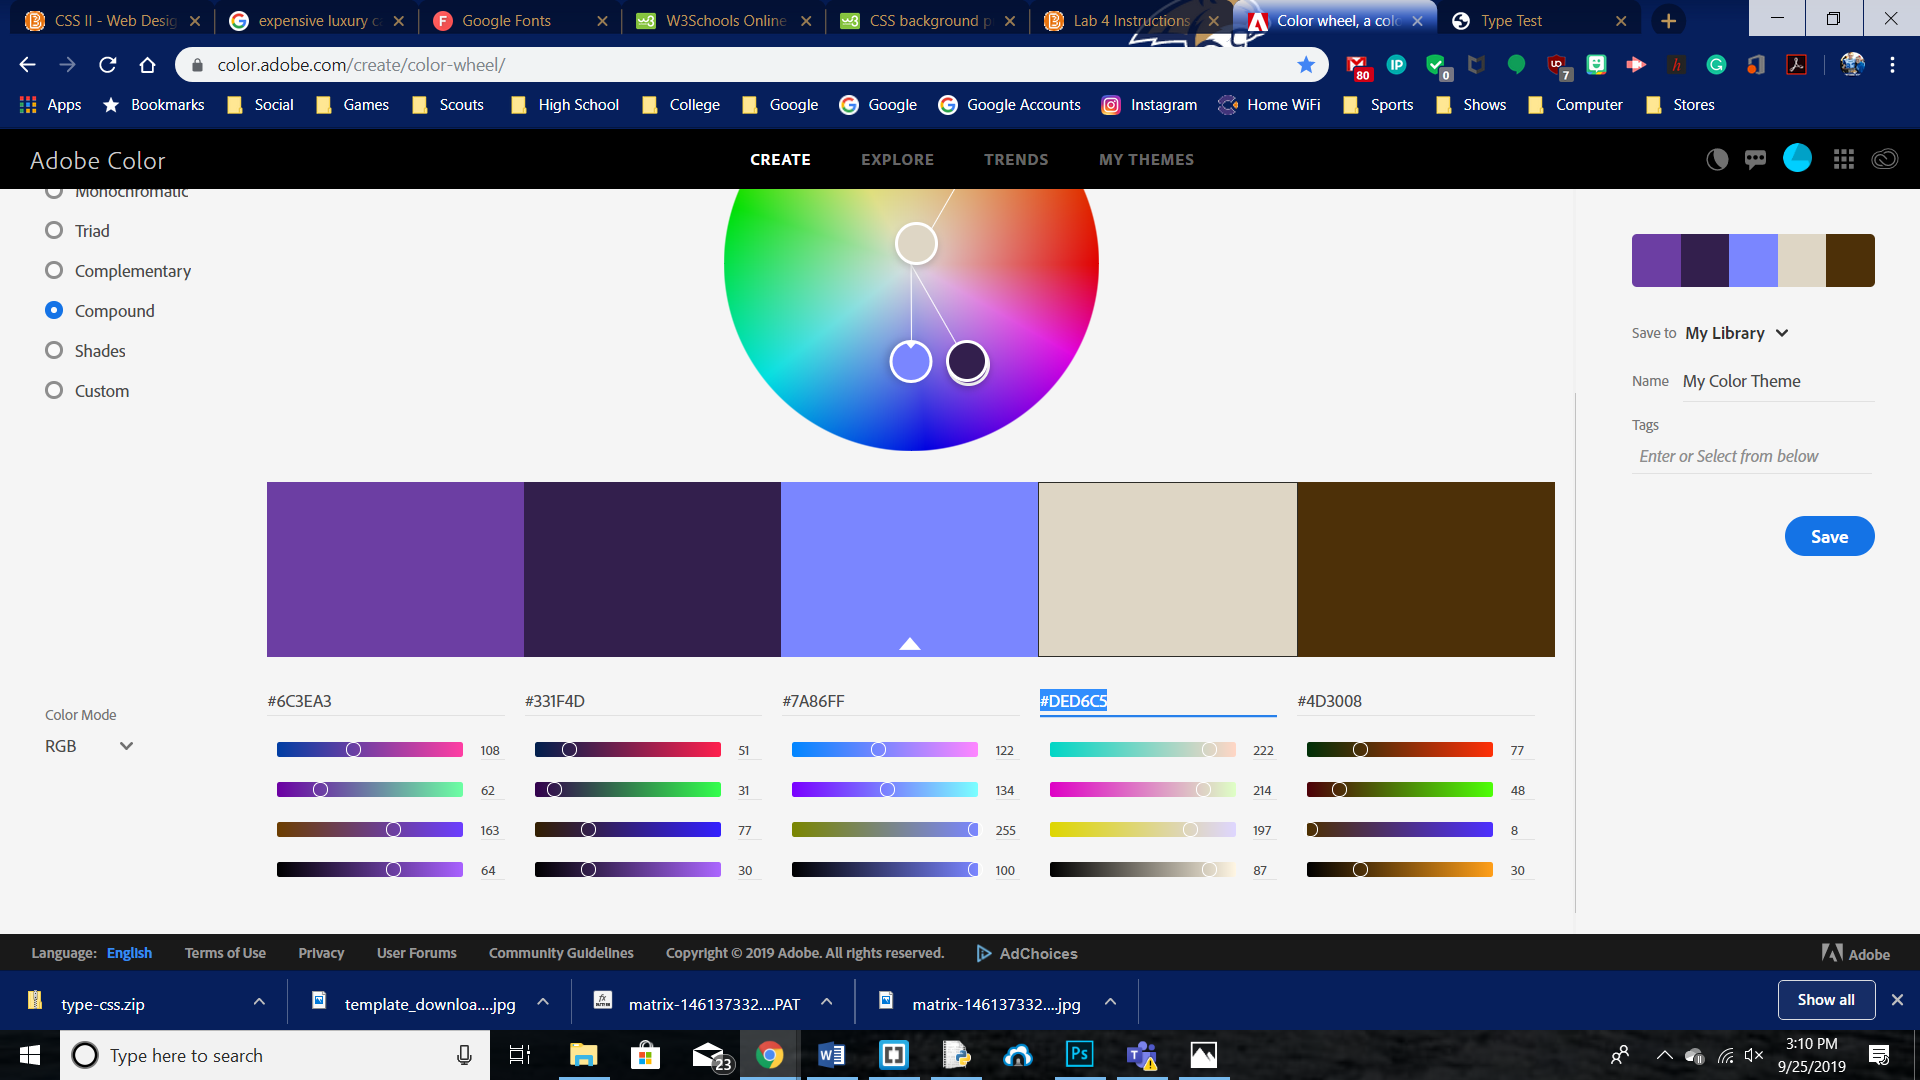 CSS II - Web Desig
expensive luxury c
Google Fonts
W3Schools Online
CSS background p
Lab 4 Instructions
Color wheel, a colo
Type Test
color.adobe.com/create/color-wheel/
80
IP
0
7
Apps
Bookmarks
Social
Games
Scouts
High School
College
Google
Google
Google Accounts
Instagram
Home WiFi
Sports
Shows
Computer
Stores
Adobe Color
CREATE
EXPLORE
TRENDS
MY THEMES
Monochromatic
Triad
Complementary
Compound
Shades
Custom
Save to My Library
Name My Color Theme
Tags
Enter or Select from below
Save
Color Mode
RGB
#6C3EA3
108
62
163
64
#331F4D
51
31
77
30
#7A86FF
122
134
255
100
#DED6C5
222
214
197
87
#4D3008
77
48
8
30
Language: English
Terms of Use
Privacy
User Forums
Community Guidelines
Copyright © 2019 Adobe. All rights reserved.
AdChoices
Adobe
type-css.zip
template_downloa....jpg
matrix-146137332....PAT
matrix-146137332....jpg
Show all
Type here to search
23
Ps
3:10 PM
9/25/2019